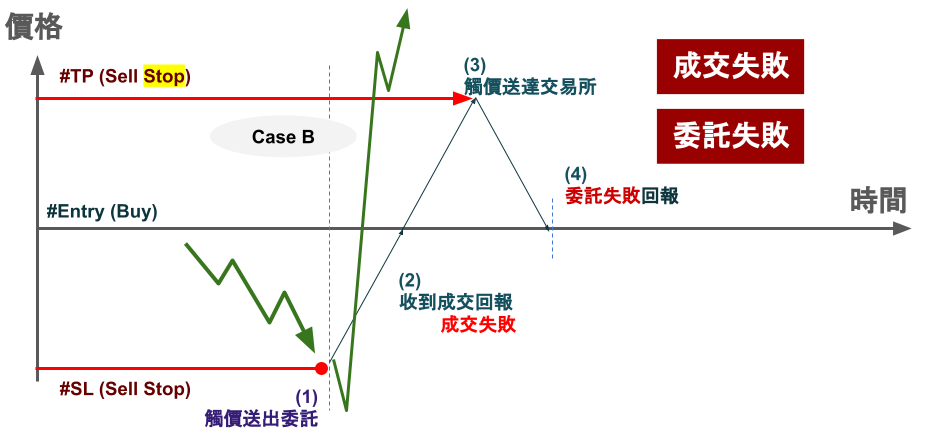 價格
#TP (Sell Stop)
(3)
觸價送達交易所
成交失敗
Case B
委託失敗
(4)
委託失敗回報
#Entry (Buy)
時間
(2)
收到成交回報
成交失敗
#SL (Sell Stop)
(1)
觸價送出委託